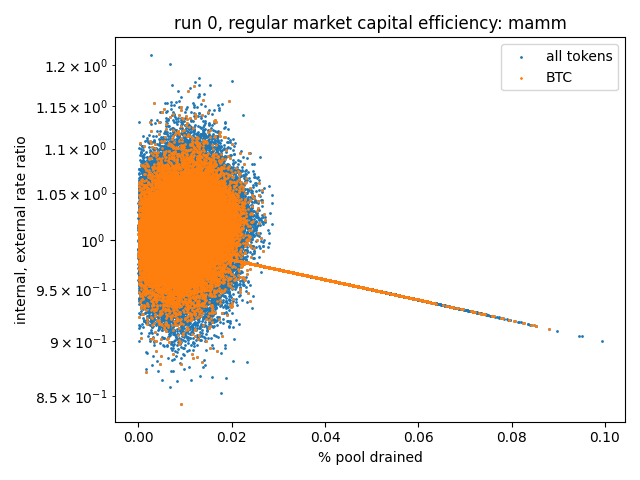 run 0, regular market capital efficiency: mamm
all tokens
BTC
1.2 × 10⁰
1.15 × 10⁰
1.1 × 10⁰
1.05 × 10⁰
10⁰
9.5 × 10⁻¹
9 × 10⁻¹
8.5 × 10⁻¹
internal, external rate ratio
0.00 0.02 0.04 0.06 0.08 0.10
% pool drained